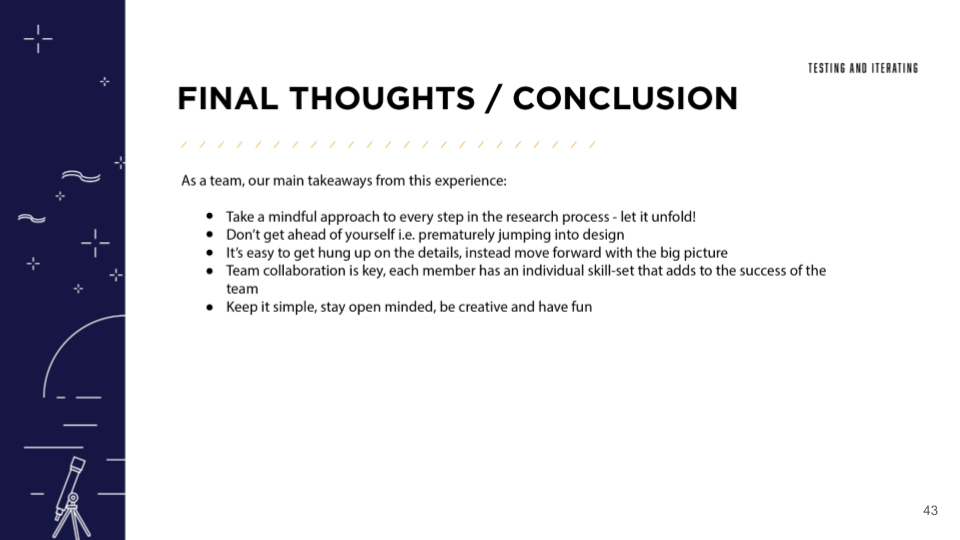 TESTING AND ITERATING
FINAL THOUGHTS / CONCLUSION
As a team, our main takeaways from this experience:
● Take a mindful approach to every step in the research process - let it unfold!
● Don’t get ahead of yourself i.e. prematurely jumping into design
● It’s easy to get hung up on the details, instead move forward with the big picture
● Team collaboration is key, each member has an individual skill-set that adds to the success of the
team
● Keep it simple, stay open minded, be creative and have fun
43